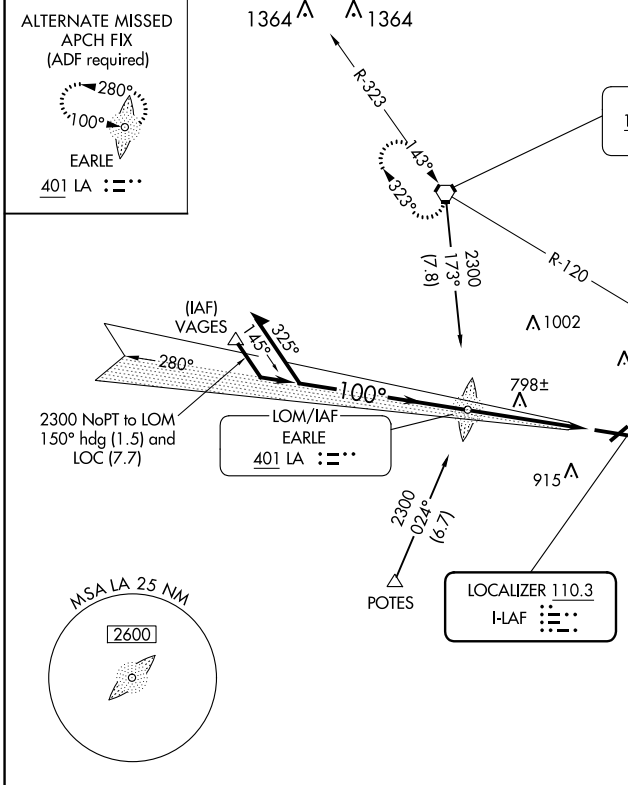 ALTERNATE MISSED
APCH FIX
(ADF required)
280°
100°
EARLE
401 LA
1364
1364
R-323
143°
323°
1
2300
173°
(7.8)
R-120
(IAF)
VAGES
325°
145°
280°
100°
1002
798±
2300 NoPT to LOM
150° hdg (1.5) and
LOC (7.7)
LOM/IAF
EARLE
401 LA
915
2300
024°
(6.7)
POTES
LOCALIZER 110.3
I-LAF
MSA LA 25 NM
2600